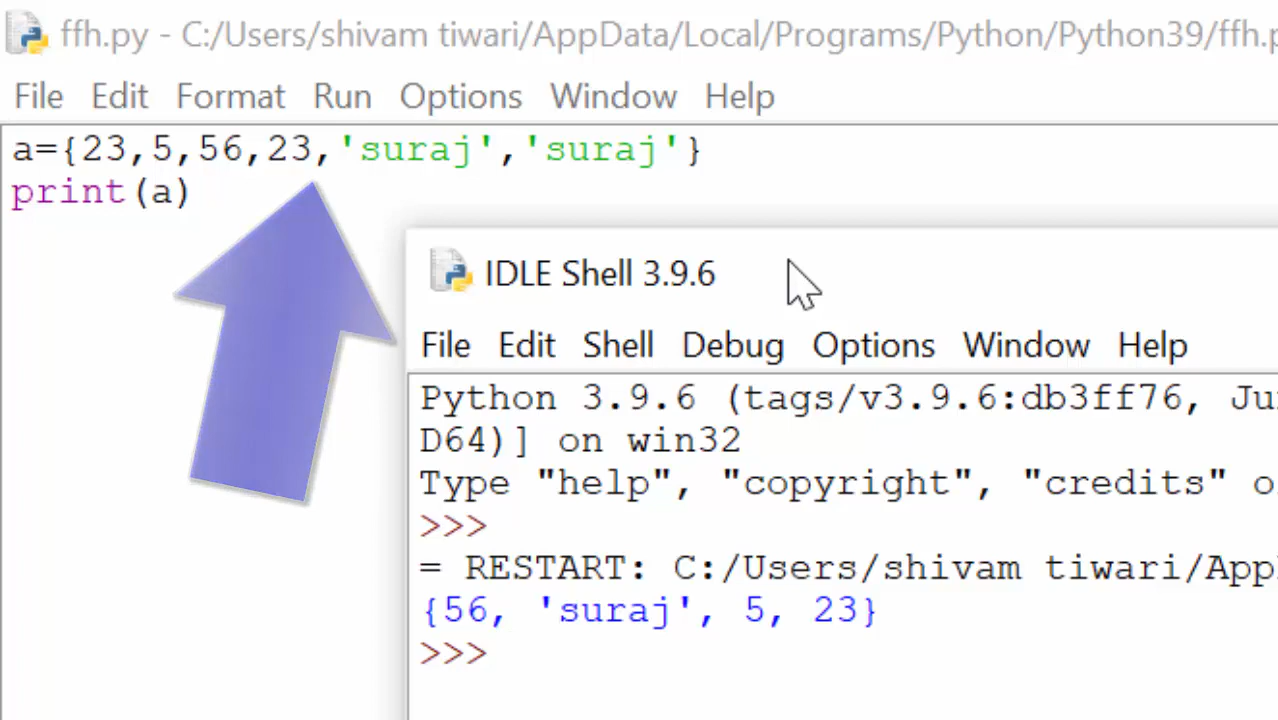 ffh.py - C:/Users/shivam tiwari/AppData/Local/Programs/Python/Python39/ffh.p
File Edit Format Run Options Window Help
a={23,5,56,23,'suraj','suraj'}
print(a)
IDLE Shell 3.9.6
File Edit Shell Debug Options Window Help
Python 3.9.6 (tags/v3.9.6:db3ff76, Ju
D64)] on win32
Type "help", "copyright", "credits" o
>>>
= RESTART: C:/Users/shivam tiwari/App
{56, 'suraj', 5, 23}
>>>